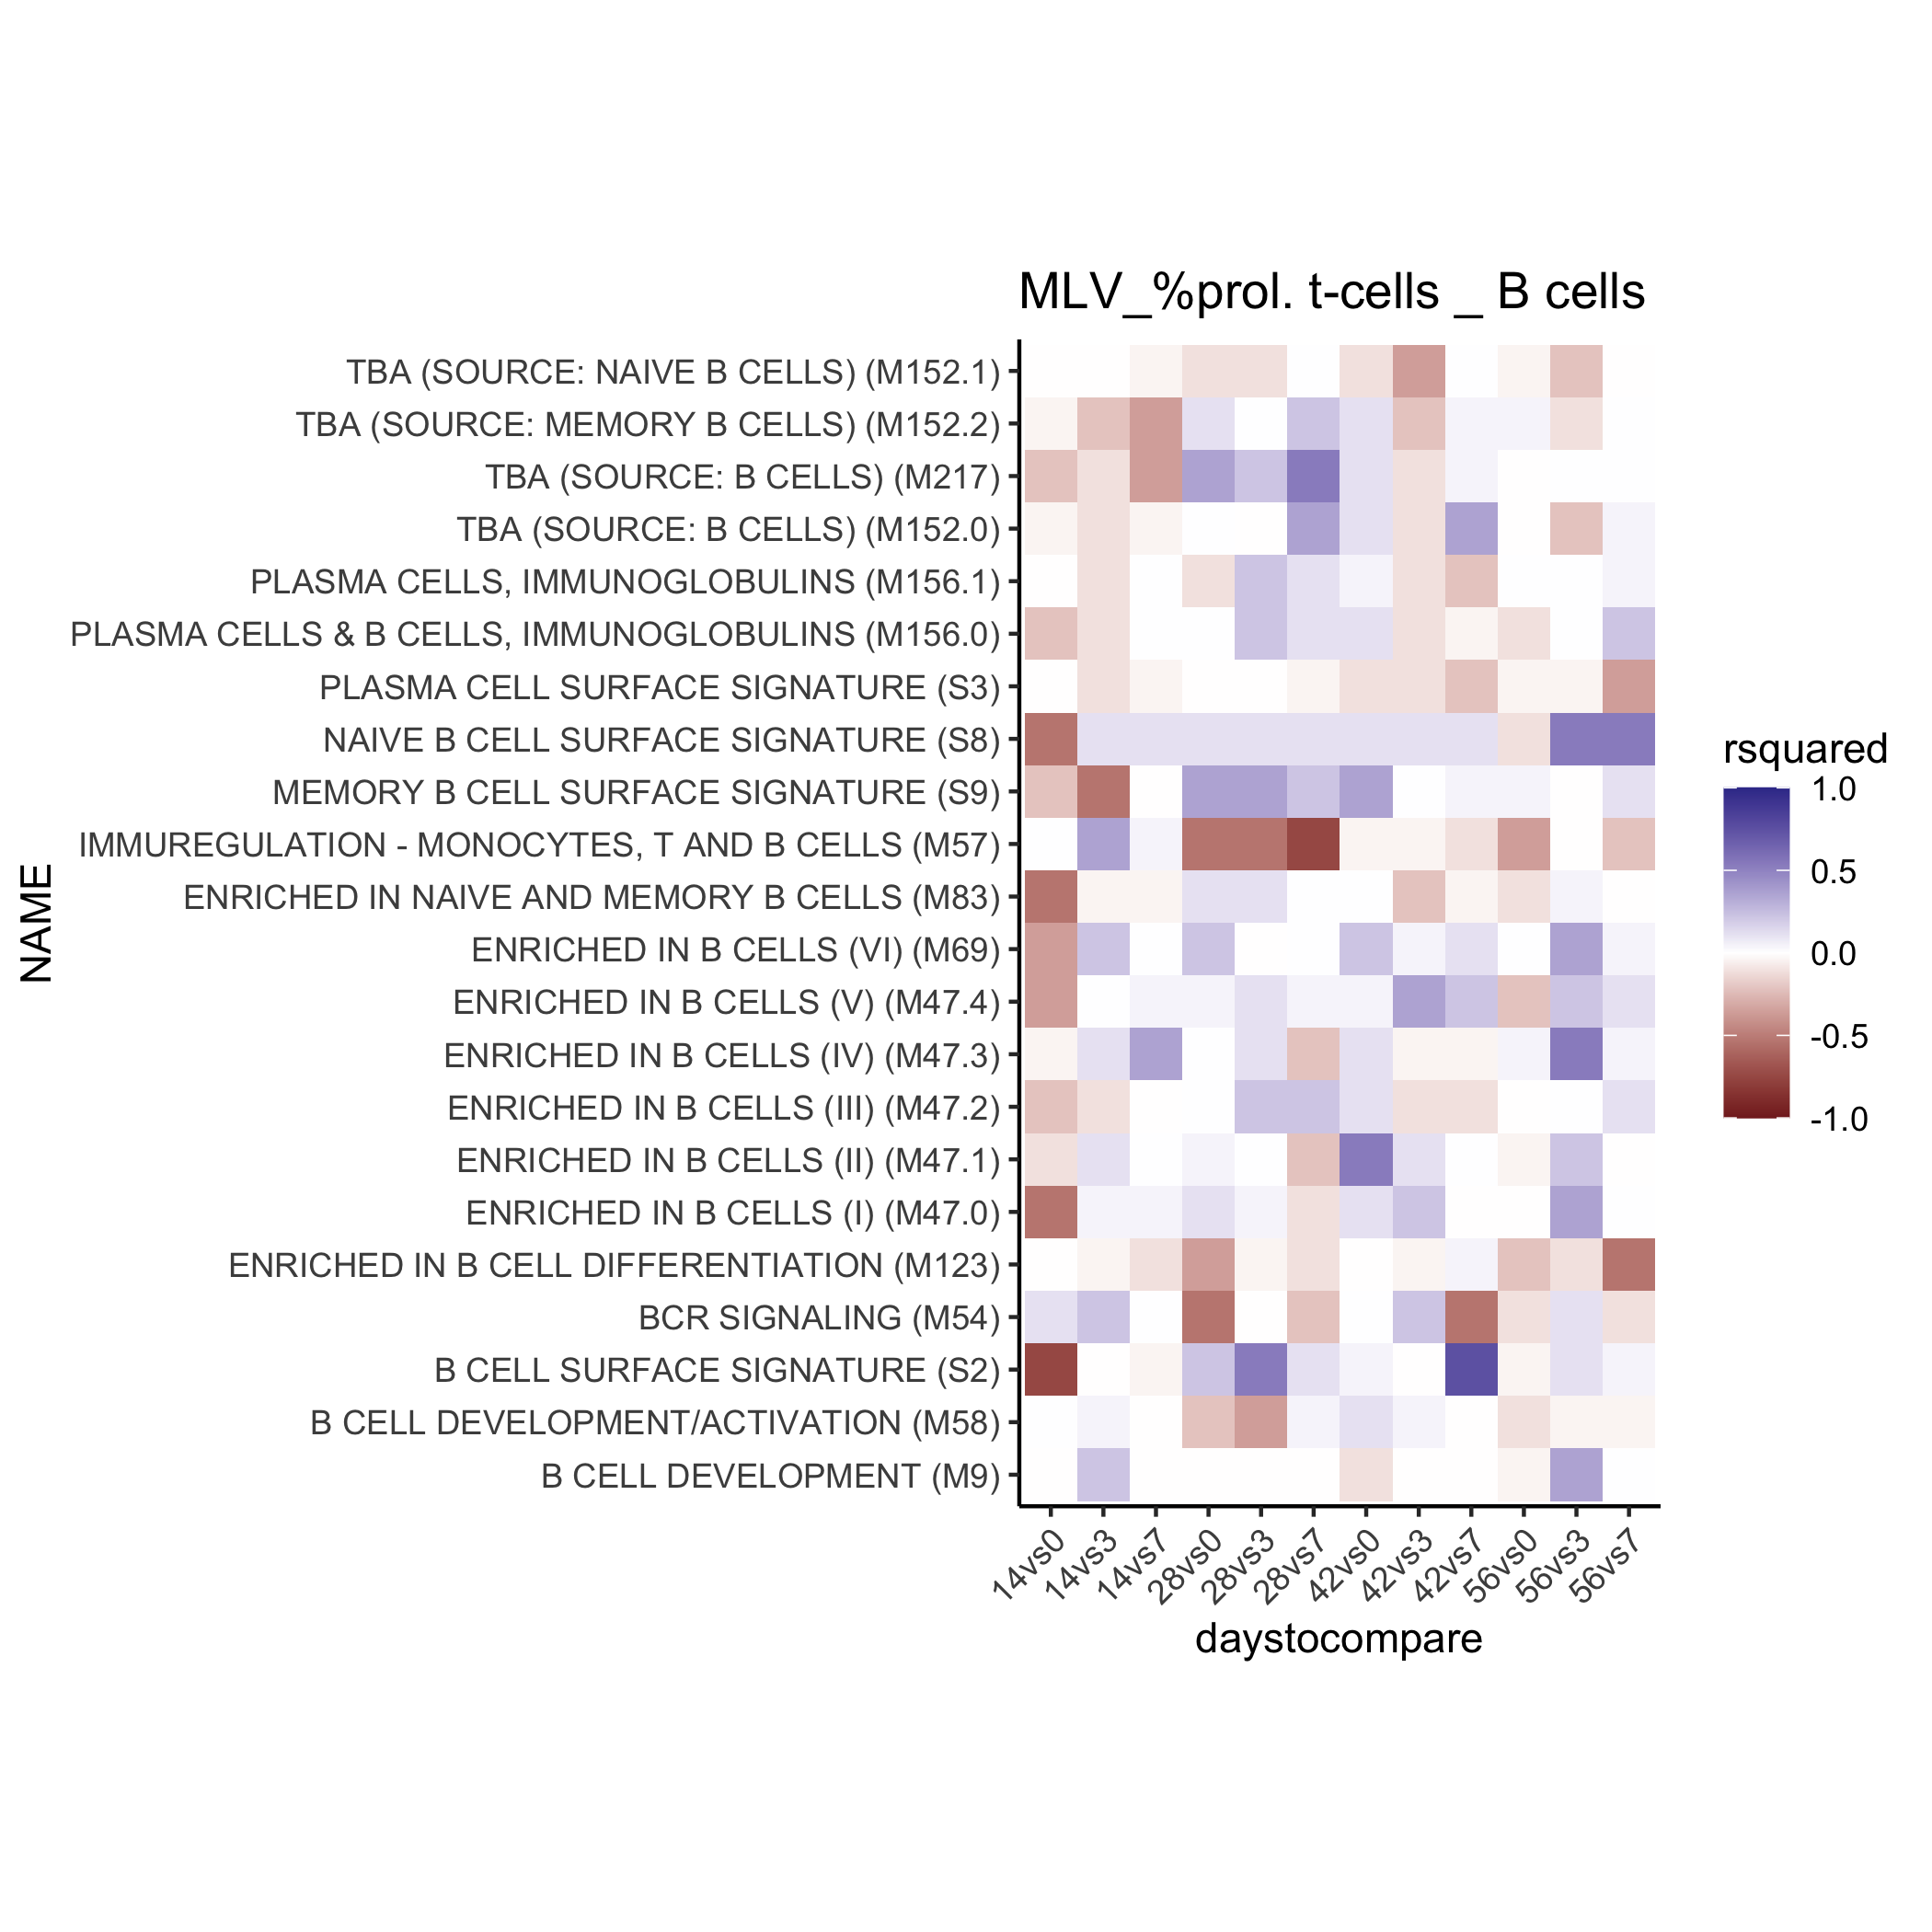 MLV_%prol. t-cells _ B cells
TBA (SOURCE: NAIVE B CELLS) (M152.1)
TBA (SOURCE: MEMORY B CELLS) (M152.2)
TBA (SOURCE: B CELLS) (M217)
TBA (SOURCE: B CELLS) (M152.0)
PLASMA CELLS, IMMUNOGLOBULINS (M156.1)
PLASMA CELLS & B CELLS, IMMUNOGLOBULINS (M156.0)
PLASMA CELL SURFACE SIGNATURE (S3)
NAIVE B CELL SURFACE SIGNATURE (S8)
MEMORY B CELL SURFACE SIGNATURE (S9)
IMMUREGULATION - MONOCYTES, T AND B CELLS (M57)
ENRICHED IN NAIVE AND MEMORY B CELLS (M83)
ENRICHED IN B CELLS (VI) (M69)
ENRICHED IN B CELLS (V) (M47.4)
ENRICHED IN B CELLS (IV) (M47.3)
ENRICHED IN B CELLS (III) (M47.2)
ENRICHED IN B CELLS (II) (M47.1)
ENRICHED IN B CELLS (I) (M47.0)
ENRICHED IN B CELL DIFFERENTIATION (M123)
BCR SIGNALING (M54)
B CELL SURFACE SIGNATURE (S2)
B CELL DEVELOPMENT/ACTIVATION (M58)
B CELL DEVELOPMENT (M9)
NAME
14vs0
14vs3
14vs7
28vs0
28vs3
28vs7
42vs0
42vs3
42vs7
56vs0
56vs3
56vs7
daystocompare
rsquared
1.0
0.5
0.0
-0.5
-1.0